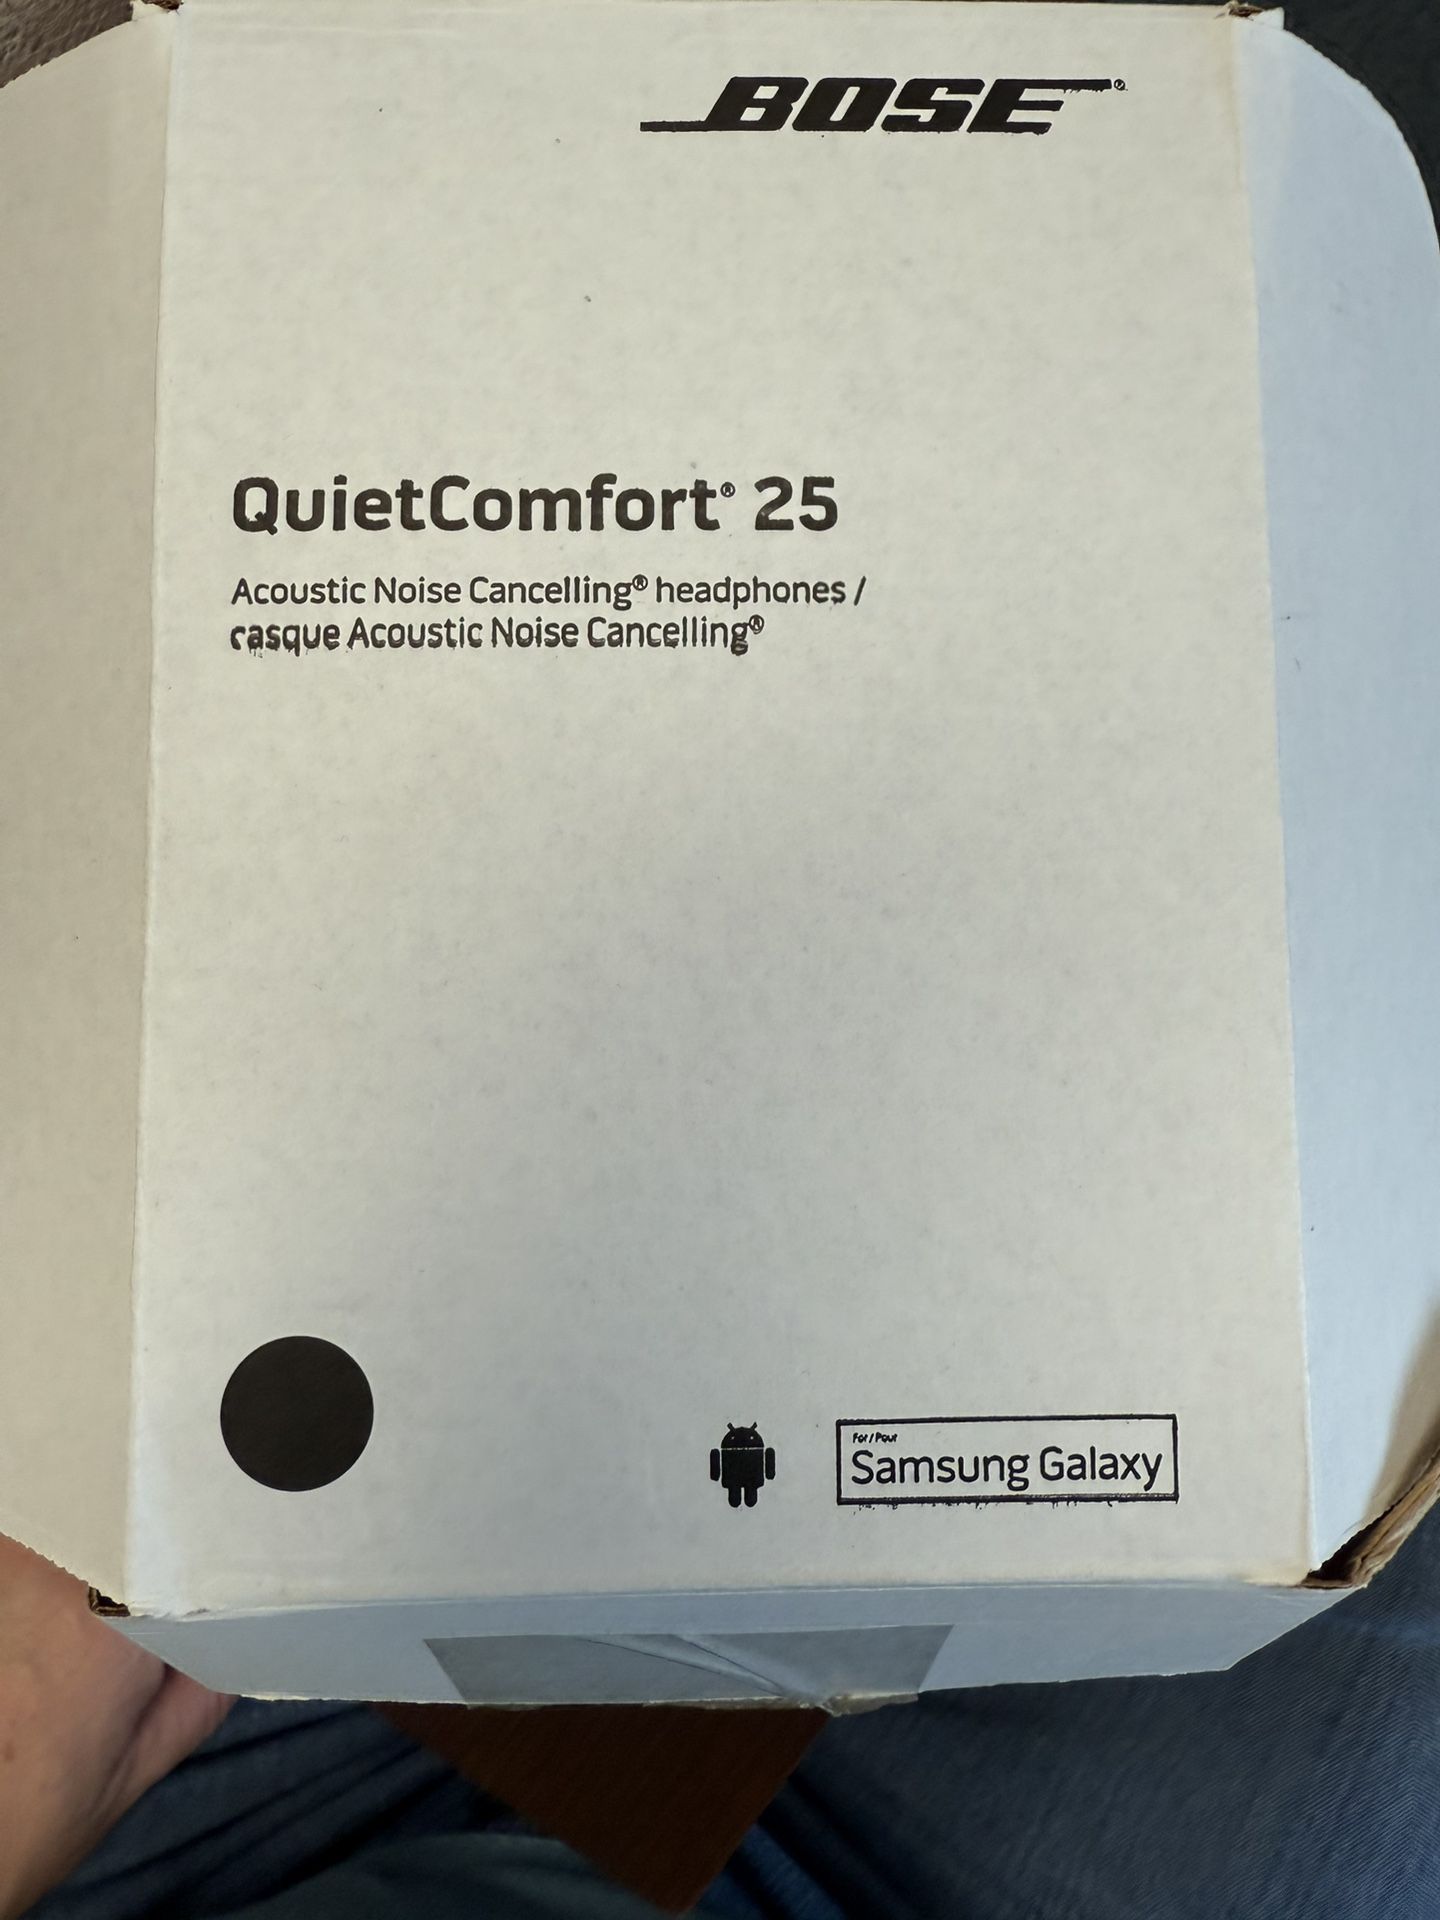 BOSE®
QuietComfort® 25
Acoustic Noise Cancelling® headphones /
casque Acoustic Noise Cancelling®
For / Pour
Samsung Galaxy